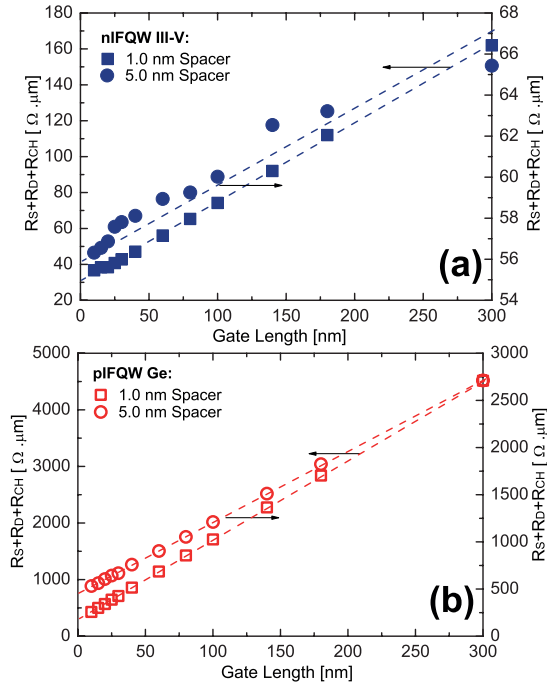 nIFQW III-V:
1.0 nm Spacer
5.0 nm Spacer
180
160
140
120
100
80
60
40
20
68
66
64
62
60
58
56
54
RS+RD+RCH [ Ω .µm]
RS+RD+RCH [ Ω .µm]
(a)
0 50 100 150 200 250 300
Gate Length [nm]
pIFQW Ge:
1.0 nm Spacer
5.0 nm Spacer
5000
4000
3000
2000
1000
0
3000
2500
2000
1500
1000
500
0
RS+RD+RCH [ Ω .µm]
RS+RD+RCH [ Ω .µm]
(b)
0 50 100 150 200 250 300
Gate Length [nm]